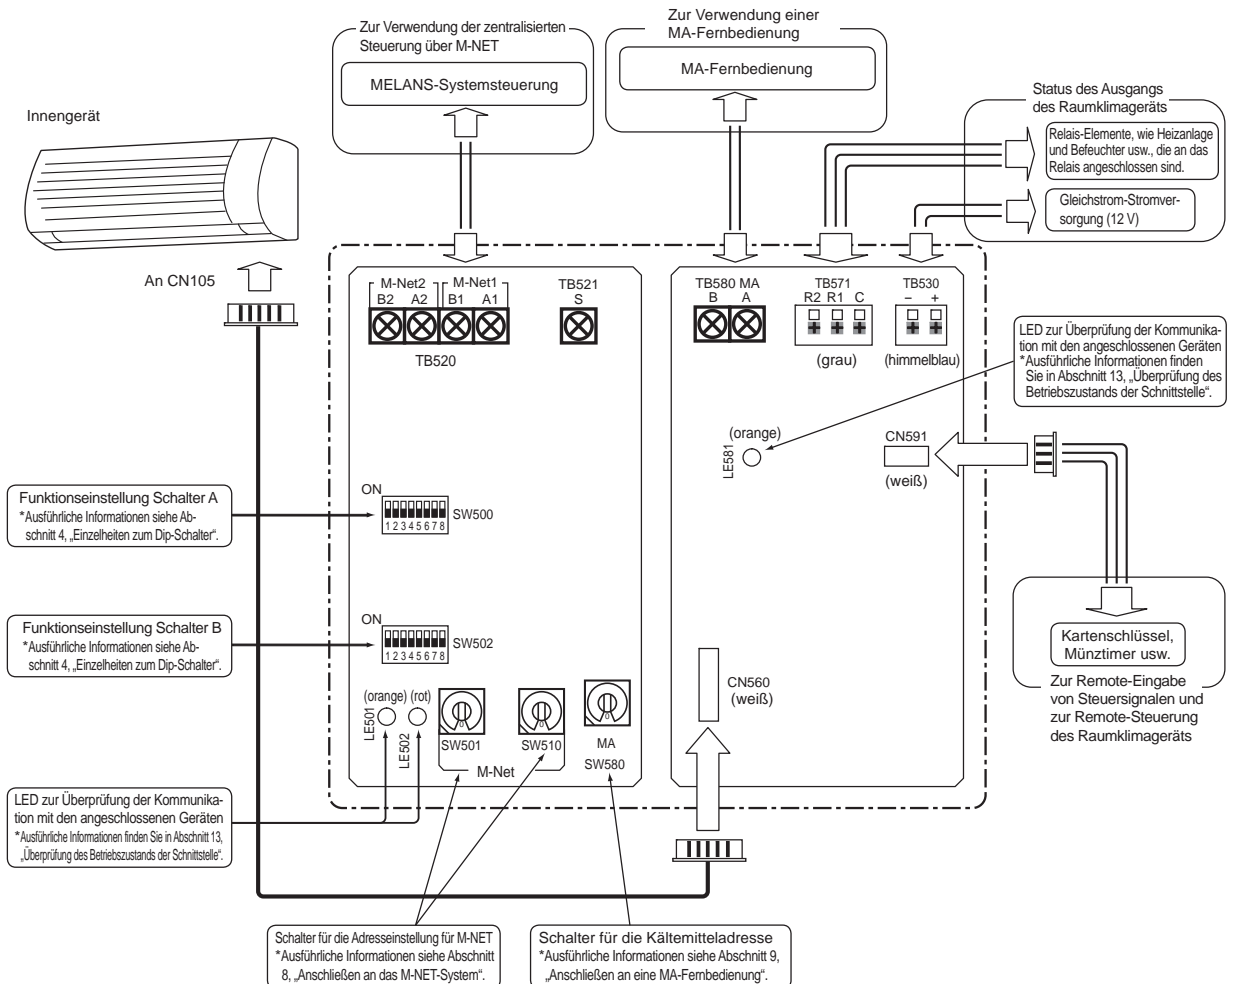 Zur Verwendung der zentralisierten
Steuerung über M-NET
MELANS-Systemsteuerung
Zur Verwendung einer
MA-Fernbedienung
MA-Fernbedienung
Status des Ausgangs
des Raumklimageräts
Relais-Elemente, wie Heizanlage
und Befeuchter usw., die an das
Relais angeschlossen sind.
Gleichstrom-Stromver-
sorgung (12 V)
Innengerät
An CN105
M-Net2 M-Net1
B2 A2 B1 A1
TB520
TB521
S
TB580 MA
B A
TB571
R2 R1 C
(grau)
TB530
– +
(himmelblau)
LED zur Überprüfung der Kommunika-
tion mit den angeschlossenen Geräten
*Ausführliche Informationen finden
Sie in Abschnitt 13, „Überprüfung des
Betriebszustands der Schnittstelle“.
(orange)
LE581
CN591
(weiß)
Funktionseinstellung Schalter A
*Ausführliche Informationen siehe Ab-
schnitt 4, „Einzelheiten zum Dip-Schalter“.
ON
1 2 3 4 5 6 7 8
SW500
Funktionseinstellung Schalter B
*Ausführliche Informationen siehe Ab-
schnitt 4, „Einzelheiten zum Dip-Schalter“.
ON
1 2 3 4 5 6 7 8
SW502
Kartenschlüssel,
Münztimer usw.
Zur Remote-Eingabe
von Steuersignalen und
zur Remote-Steuerung
des Raumklimageräts
CN560
(weiß)
(orange) (rot)
LE501
LE502
0
SW501
0
SW510
M-Net
0
MA
SW580
LED zur Überprüfung der Kommunika-
tion mit den angeschlossenen Geräten
*Ausführliche Informationen finden Sie in Abschnitt 13,
„Überprüfung des Betriebszustands der Schnittstelle“.
Schalter für die Adresseinstellung für M-NET
*Ausführliche Informationen siehe Abschnitt
8, „Anschließen an das M-NET-System“.
Schalter für die Kältemitteladresse
*Ausführliche Informationen siehe Abschnitt 9,
„Anschließen an eine MA-Fernbedienung“.